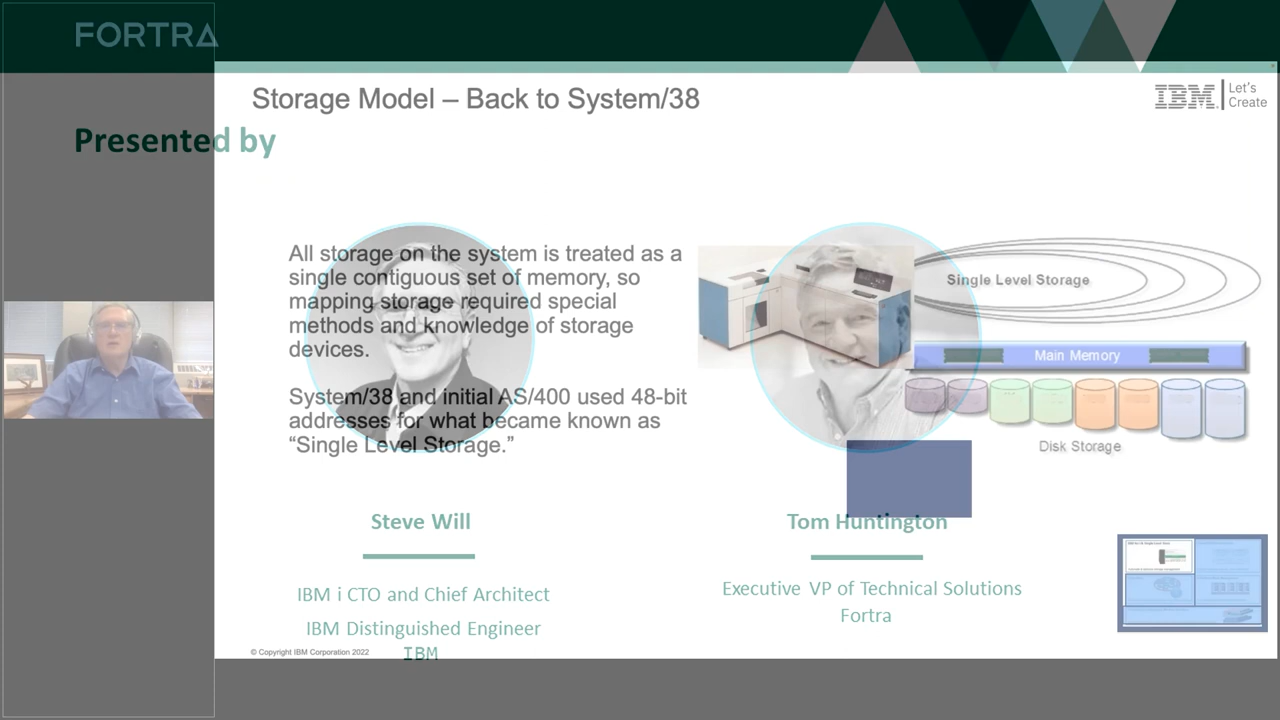 FORTRA
Storage Model – Back to System/38
IBM
Let's
Create
Presented by
All storage on the system is treated as a
single contiguous set of memory, so
mapping storage required special
methods and knowledge of storage
devices.
System/38 and initial AS/400 used 48-bit
addresses for what became known as
“Single Level Storage.”
Single Level Storage
Main Memory
Disk Storage
Steve Will
IBM i CTO and Chief Architect
IBM Distinguished Engineer
IBM
Tom Huntington
Executive VP of Technical Solutions
Fortra
© Copyright IBM Corporation 2022